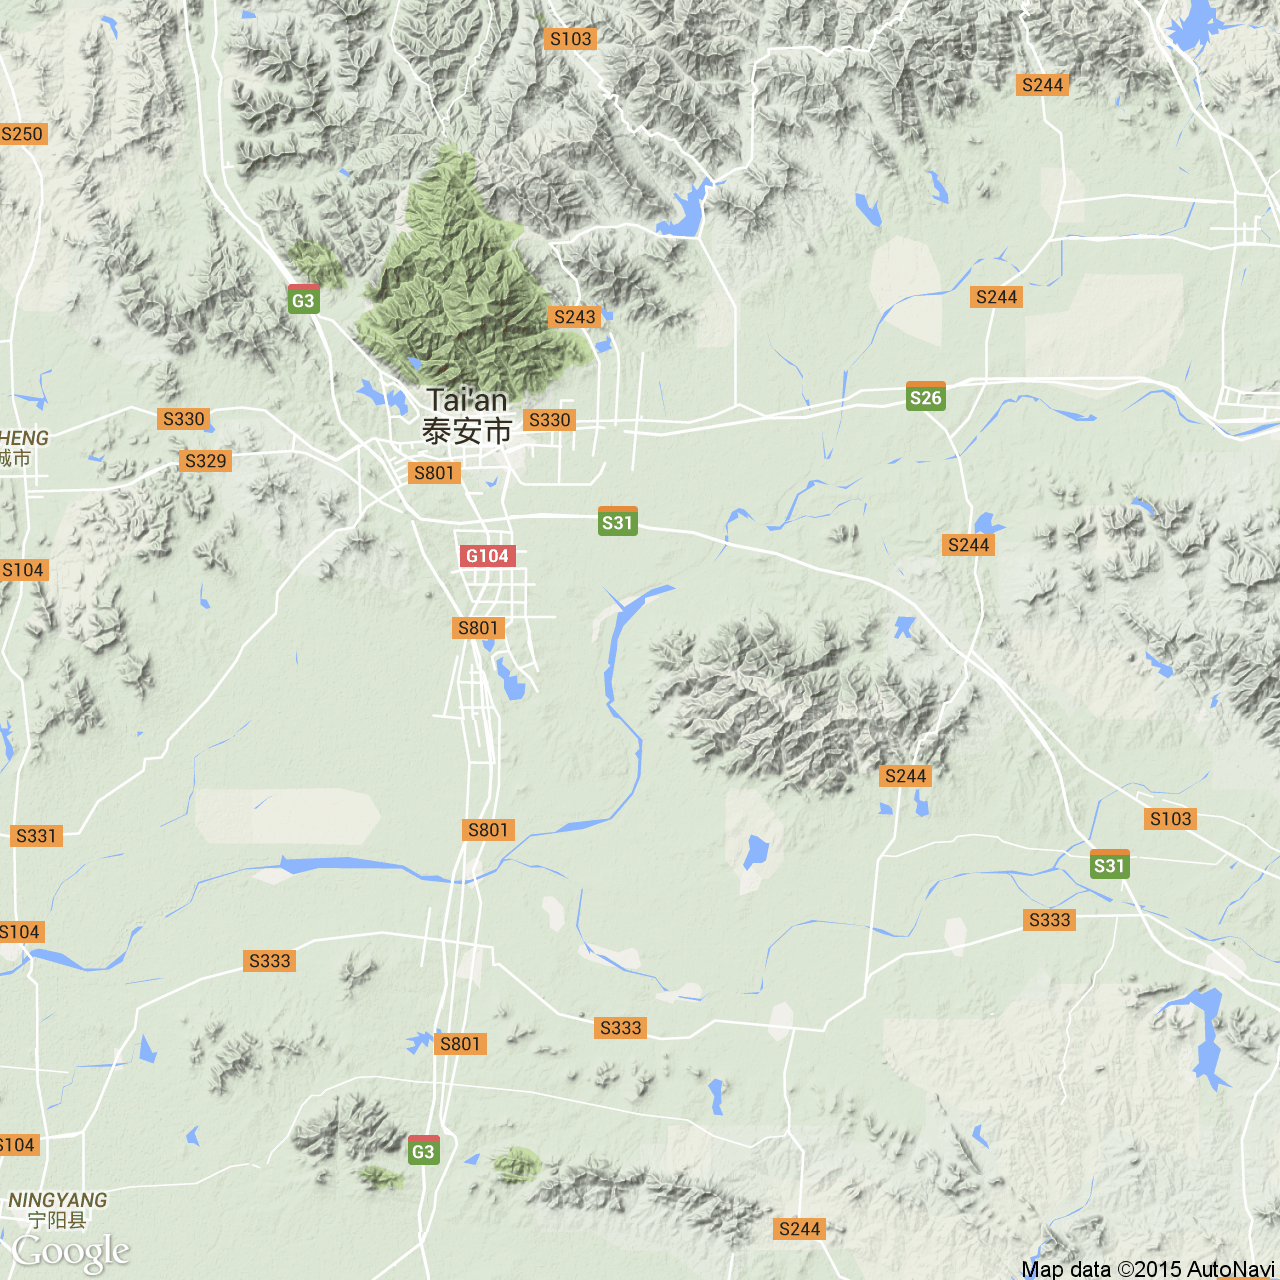 S103
S244
S250
G3
S244
S243
Tai'an
泰安市
S26
S330
S330
HENG
城市
S329
S801
S31
G104
S244
S104
S801
S244
S103
S801
S331
S31
S333
S104
S333
S333
S801
S104
G3
NINGYANG
宁阳县
S244
Google
Map data ©2015 AutoNavi